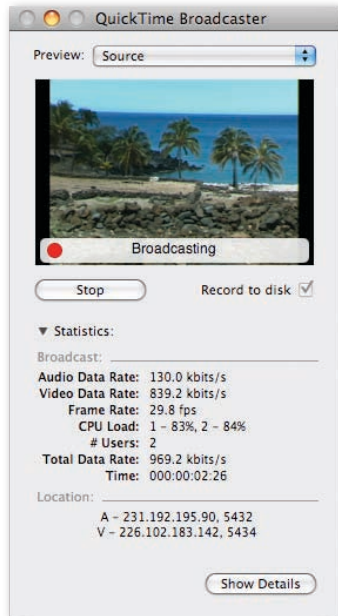 QuickTime Broadcaster
Preview: Source
Broadcasting
Stop Record to disk
Statistics:
Broadcast:
Audio Data Rate: 130.0 kbits/s
Video Data Rate: 839.2 kbits/s
Frame Rate: 29.8 fps
CPU Load: 1 – 83%, 2 – 84%
# Users: 2
Total Data Rate: 969.2 kbits/s
Time: 000:00:02:26
Location:
A – 231.192.195.90, 5432
V – 226.102.183.142, 5434
Show Details